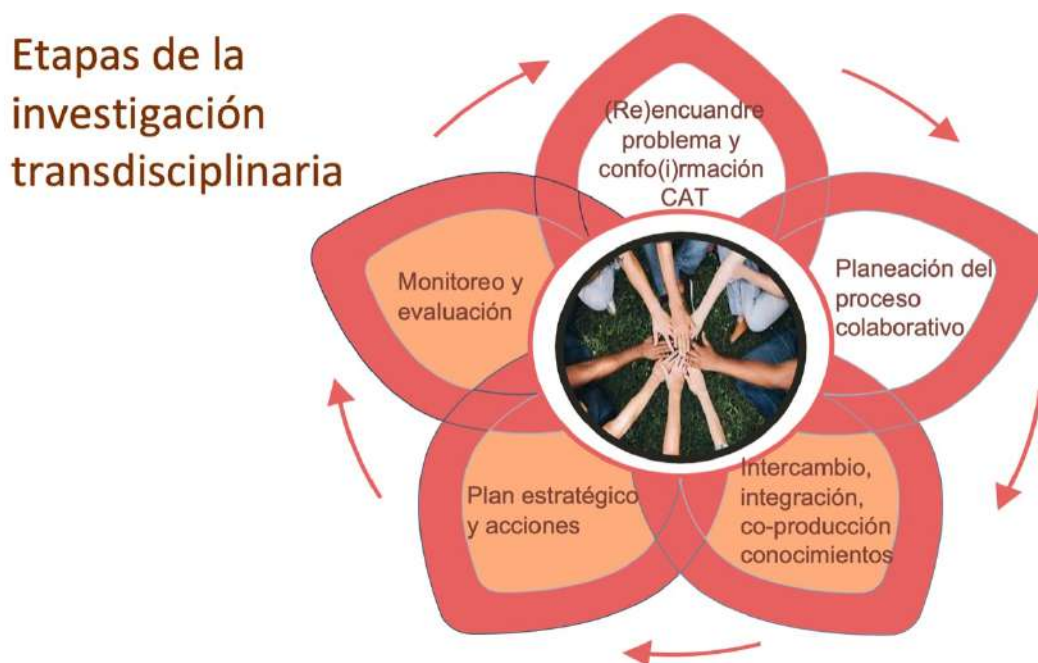 Etapas de la
investigación
transdisciplinaria
(Re)encuandre
problema y
confo(i)rmación
CAT
Planeación del
proceso
colaborativo
Intercambio,
integración,
co-producción
conocimientos
Plan estratégico
y acciones
Monitoreo y
evaluación